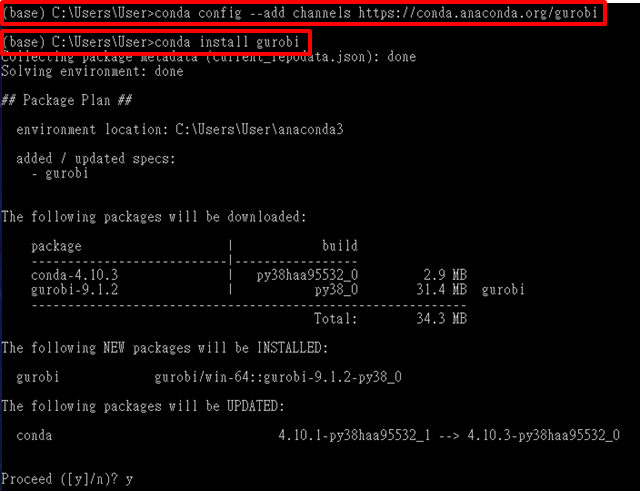 (base) C:\Users\User>conda config --add channels https://conda.anaconda.org/gurobi
(base) C:\Users\User>conda install gurobi
Collecting package metadata (current_repodata.json): done
Solving environment: done
## Package Plan ##
environment location: C:\Users\User\anaconda3
added / updated specs:
- gurobi
The following packages will be downloaded:
package | build
---------------------------|-----------------
conda-4.10.3 | py38haa95532_0 2.9 MB
gurobi-9.1.2 | py38_0 31.4 MB gurobi
------------------------------------------------------------
Total: 34.3 MB
The following NEW packages will be INSTALLED:
gurobi gurobi/win-64::gurobi-9.1.2-py38_0
The following packages will be UPDATED:
conda 4.10.1-py38haa95532_1 --> 4.10.3-py38haa95532_0
Proceed ([y]/n)? y